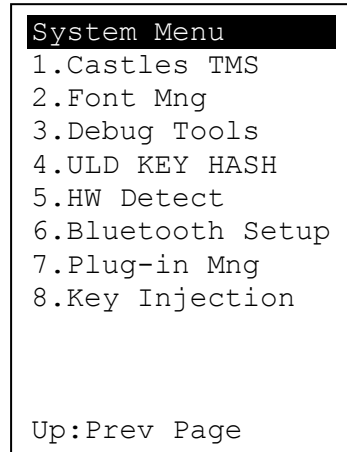 System Menu
1.Castles TMS
2.Font Mng
3.Debug Tools
4.ULD KEY HASH
5.HW Detect
6.Bluetooth Setup
7.Plug-in Mng
8.Key Injection
Up:Prev Page